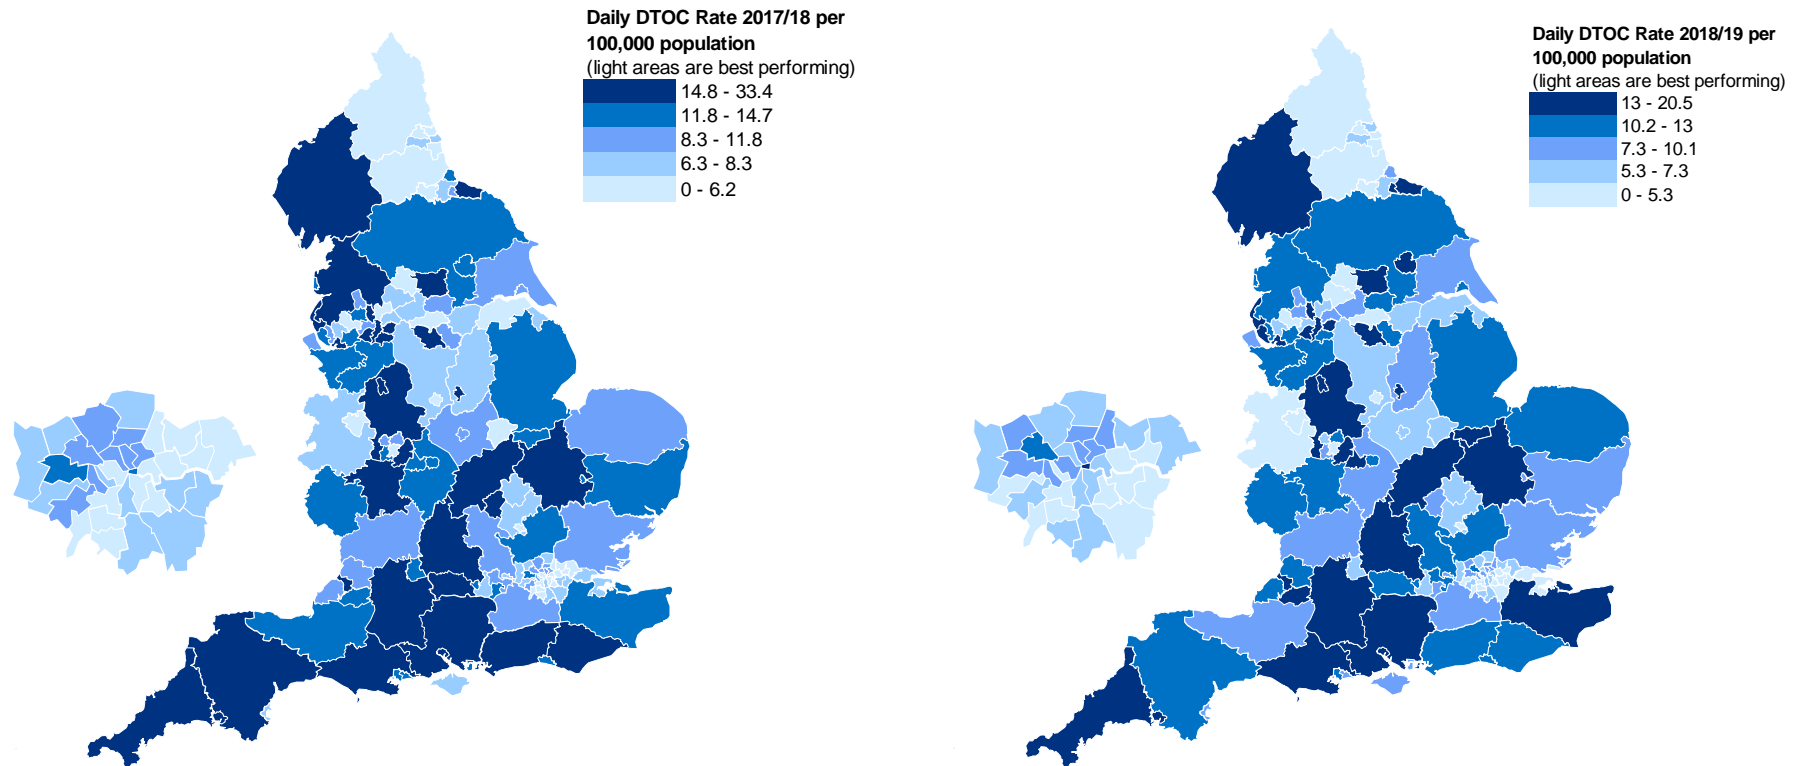 Daily DTOC Rate 2017/18 per
100,000 population
(light areas are best performing)
14.8 - 33.4
11.8 - 14.7
8.3 - 11.8
6.3 - 8.3
0 - 6.2
Daily DTOC Rate 2018/19 per
100,000 population
(light areas are best performing)
13 - 20.5
10.2 - 13
7.3 - 10.1
5.3 - 7.3
0 - 5.3